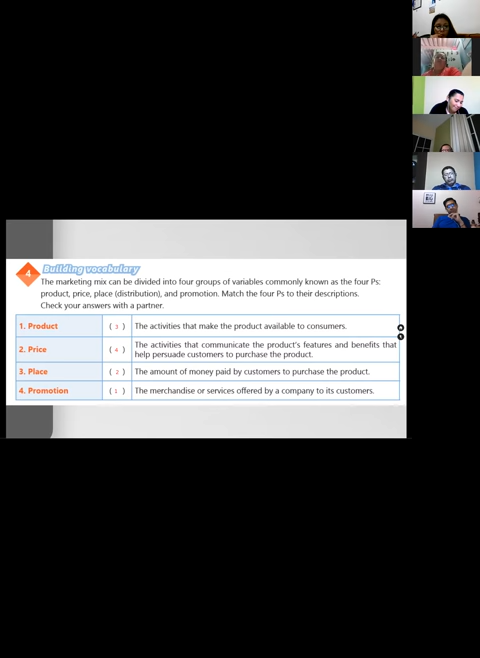 4 Building vocabulary
The marketing mix can be divided into four groups of variables commonly known as the four Ps:
product, price, place (distribution), and promotion. Match the four Ps to their descriptions.
Check your answers with a partner.
1. Product ( 3 ) The activities that make the product available to consumers.
2. Price ( 4 ) The activities that communicate the product's features and benefits that
help persuade customers to purchase the product.
3. Place ( 2 ) The amount of money paid by customers to purchase the product.
4. Promotion ( 1 ) The merchandise or services offered by a company to its customers.